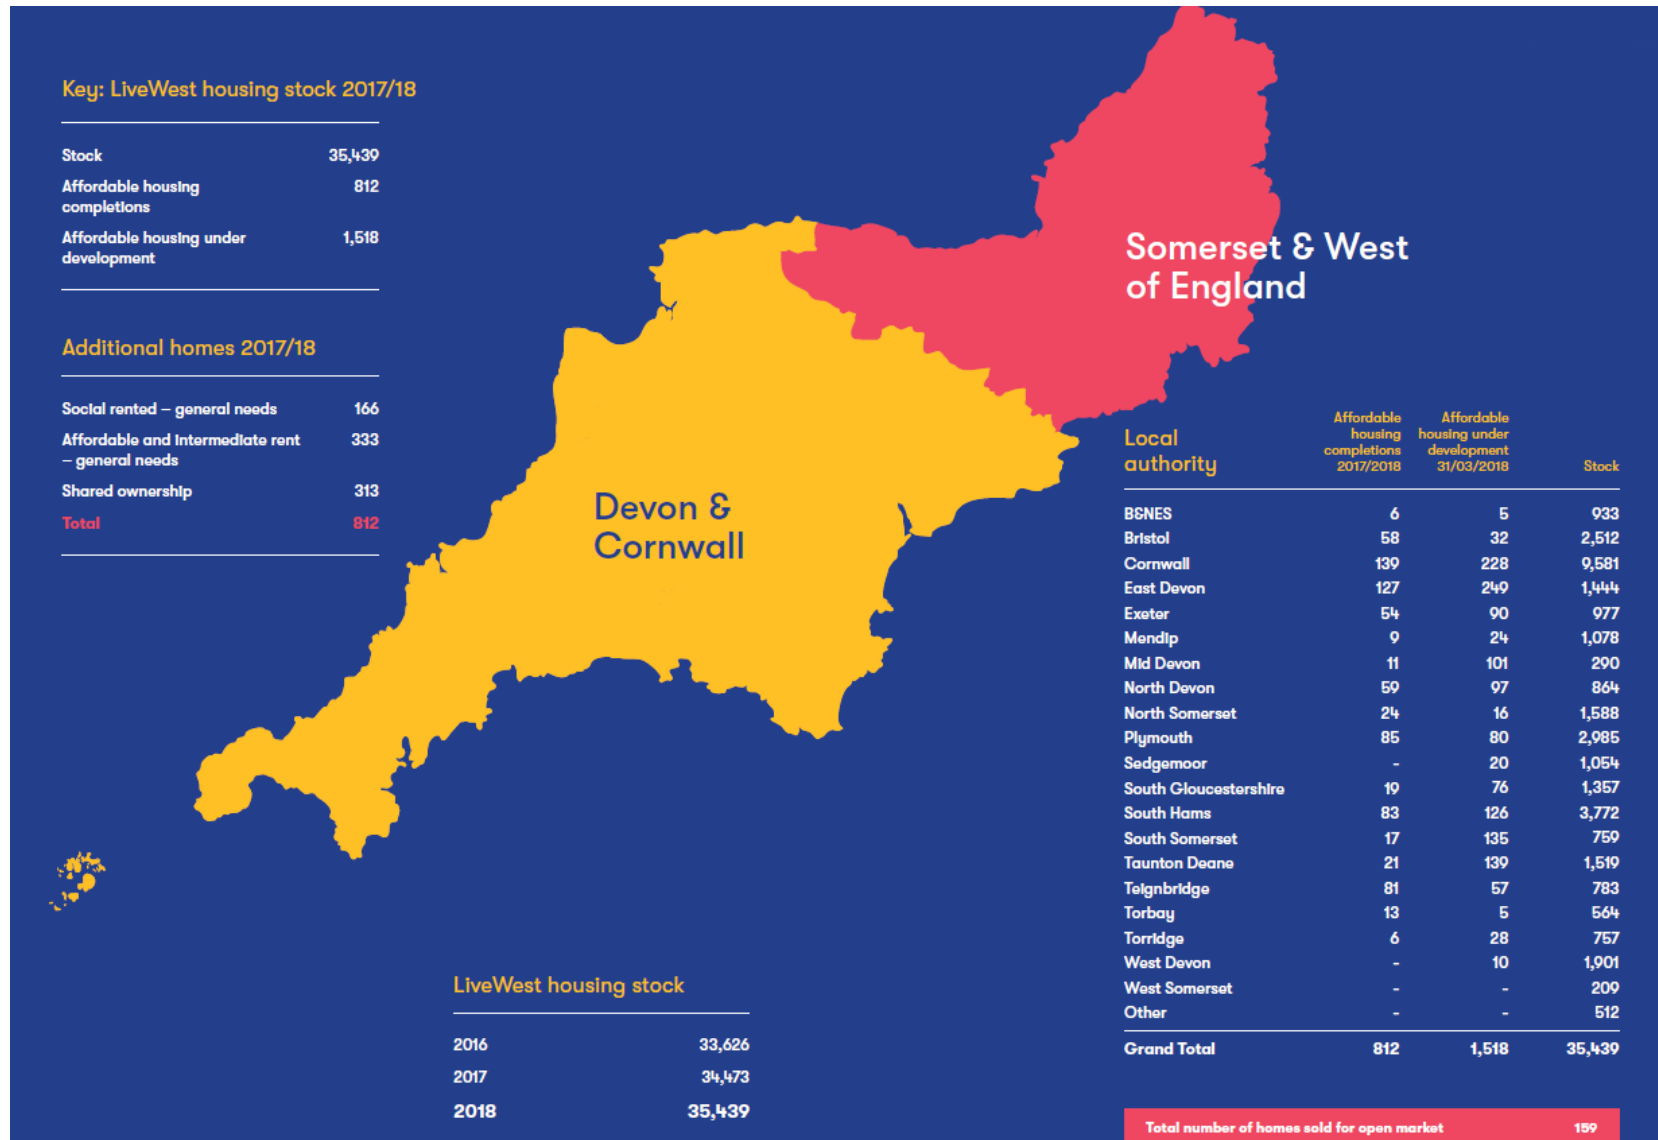 Key: LiveWest housing stock 2017/18
Stock 35,439
Affordable housing
completions 812
Affordable housing under
development 1,518
Additional homes 2017/18
Social rented – general needs 166
Affordable and intermediate rent
– general needs 333
Shared ownership 313
Total 812
Somerset & West
of England
Devon &
Cornwall
LiveWest housing stock
2016 33,626
2017 34,473
2018 35,439
Local
authority
Affordable
housing
completions
2017/2018
Affordable
housing under
development
31/03/2018
Stock
B&NES 6 5 933
Bristol 58 32 2,512
Cornwall 139 228 9,581
East Devon 127 249 1,444
Exeter 54 90 977
Mendip 9 24 1,078
Mid Devon 11 101 290
North Devon 59 97 864
North Somerset 24 16 1,588
Plymouth 85 80 2,985
Sedgemoor - 20 1,054
South Gloucestershire 19 76 1,357
South Hams 83 126 3,772
South Somerset 17 135 759
Taunton Deane 21 139 1,519
Teignbridge 81 57 783
Torbay 13 5 564
Torridge 6 28 757
West Devon - 10 1,901
West Somerset - - 209
Other - - 512
Grand Total 812 1,518 35,439
Total number of homes sold for open market 159